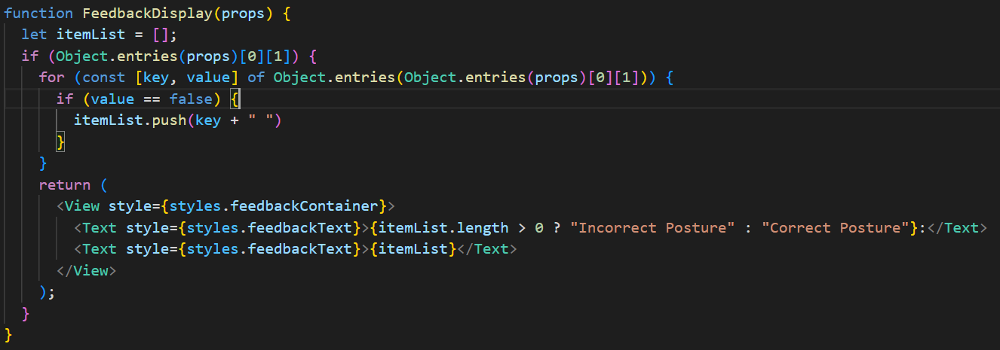 function FeedbackDisplay(props) {
  let itemList = [];
  if (Object.entries(props)[0][1]) {
    for (const [key, value] of Object.entries(Object.entries(props)[0][1])) {
      if (value == false) {
        itemList.push(key + " ")
      }
    }
    return (
      <View style={styles.feedbackContainer}>
        <Text style={styles.feedbackText}>{itemList.length > 0 ? "Incorrect Posture" : "Correct Posture"}:</Text>
        <Text style={styles.feedbackText}>{itemList}</Text>
      </View>
    );
  }
}